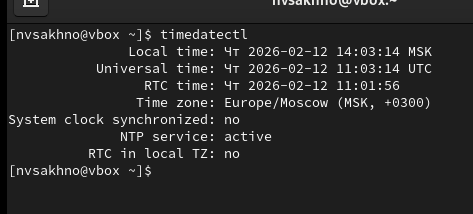 nvsakhno@vbox:~
[nvsakhno@vbox ~]$ timedatectl
Local time: Чт 2026-02-12 14:03:14 MSK
Universal time: Чт 2026-02-12 11:03:14 UTC
RTC time: Чт 2026-02-12 11:01:56
Time zone: Europe/Moscow (MSK, +0300)
System clock synchronized: no
NTP service: active
RTC in local TZ: no
[nvsakhno@vbox ~]$